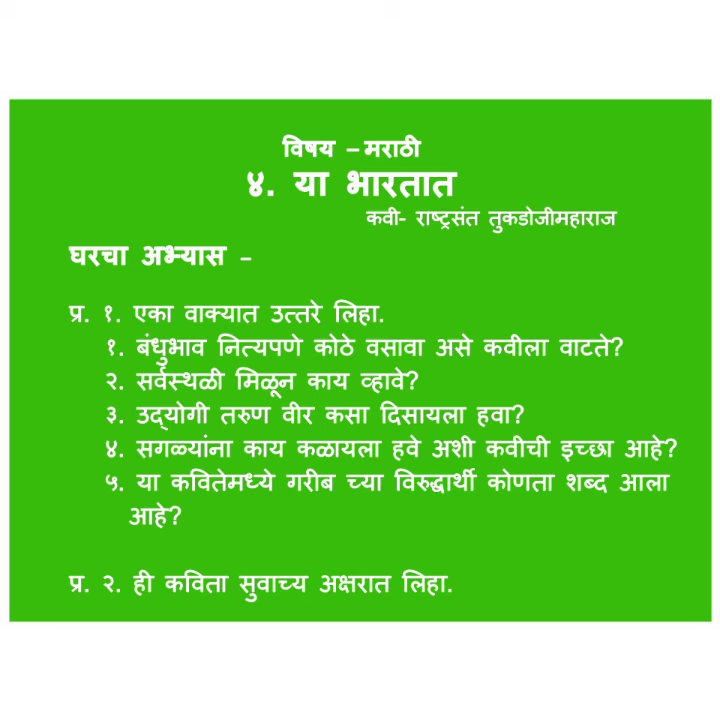 विषय – मराठी
४. या भारतात
कवी- राष्ट्रसंत तुकडोजीमहाराज
घरचा अभ्यास –
प्र. १. एका वाक्यात उत्तरे लिहा.
१. बंधुभाव नित्यपणे कोठे वसावा असे कवीला वाटते?
२. सर्वस्थळी मिळून काय व्हावे?
३. उद्योगी तरुण वीर कसा दिसायला हवा?
४. सगळ्यांना काय कळायला हवे अशी कवीची इच्छा आहे?
५. या कवितेमध्ये गरीब च्या विरुद्धार्थी कोणता शब्द आला
आहे?
प्र. २. ही कविता सुवाच्य अक्षरात लिहा.